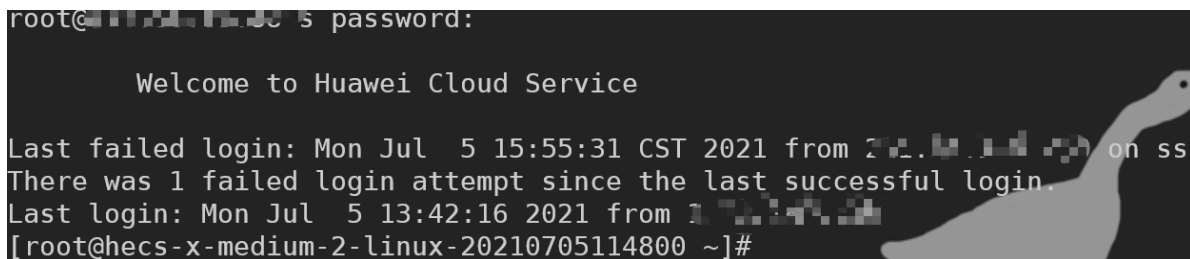 root@ s password:
Welcome to Huawei Cloud Service
Last failed login: Mon Jul  5 15:55:31 CST 2021 from on ss
There was 1 failed login attempt since the last successful login.
Last login: Mon Jul  5 13:42:16 2021 from
[root@hecs-x-medium-2-linux-20210705114800 ~]#